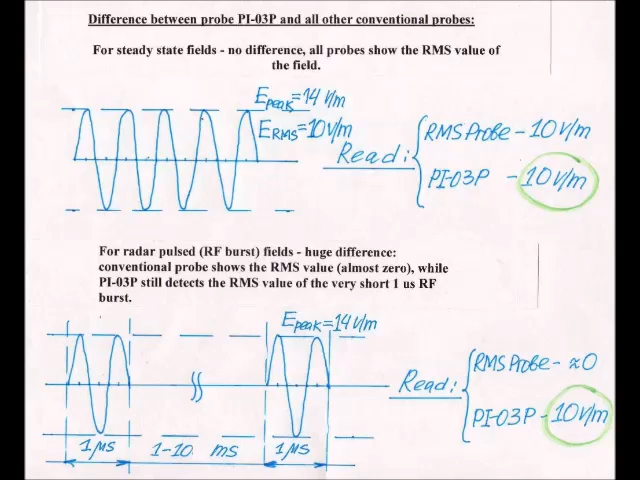 Difference between probe PI-03P and all other conventional probes:
For steady state fields - no difference, all probes show the RMS value of
the field.
Epeak=14 V/m
ERMS=10V/m
Read:
RMS Probe - 10 V/m
PI-03P - 10 V/m
For radar pulsed (RF burst) fields - huge difference:
conventional probe shows the RMS value (almost zero), while
PI-03P still detects the RMS value of the very short 1 us RF
burst.
Epeak=14 V/m
Read:
RMS Probe - ≈0
PI-03P - 10 V/m
1 μs
1-10 ms
1 μs